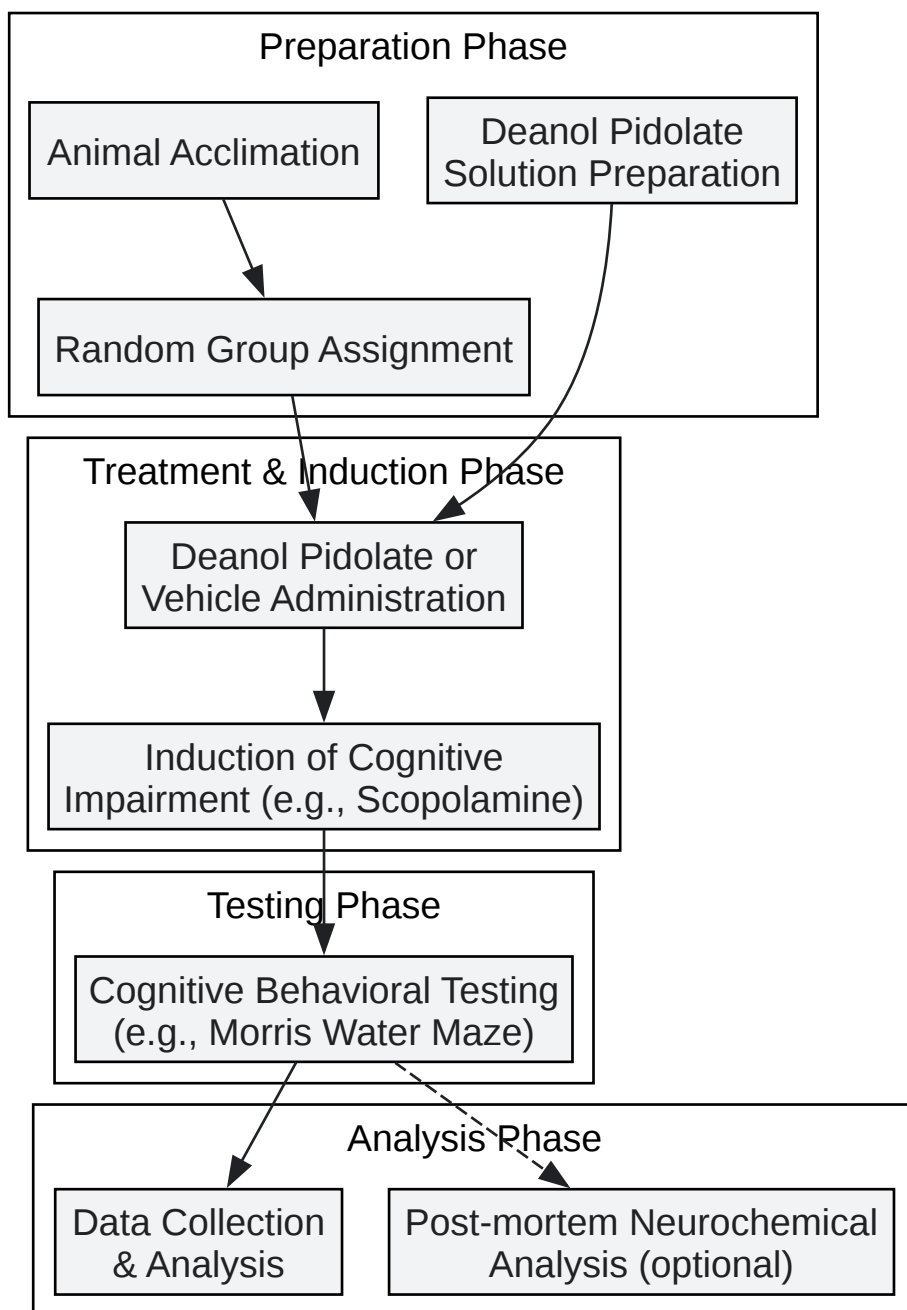 Preparation Phase
Animal Acclimation
Deanol Pidolate
Solution Preparation
Random Group Assignment
Treatment & Induction Phase
Deanol Pidolate or
Vehicle Administration
Induction of Cognitive
Impairment (e.g., Scopolamine)
Testing Phase
Cognitive Behavioral Testing
(e.g., Morris Water Maze)
Analysis Phase
Data Collection
& Analysis
Post-mortem Neurochemical
Analysis (optional)